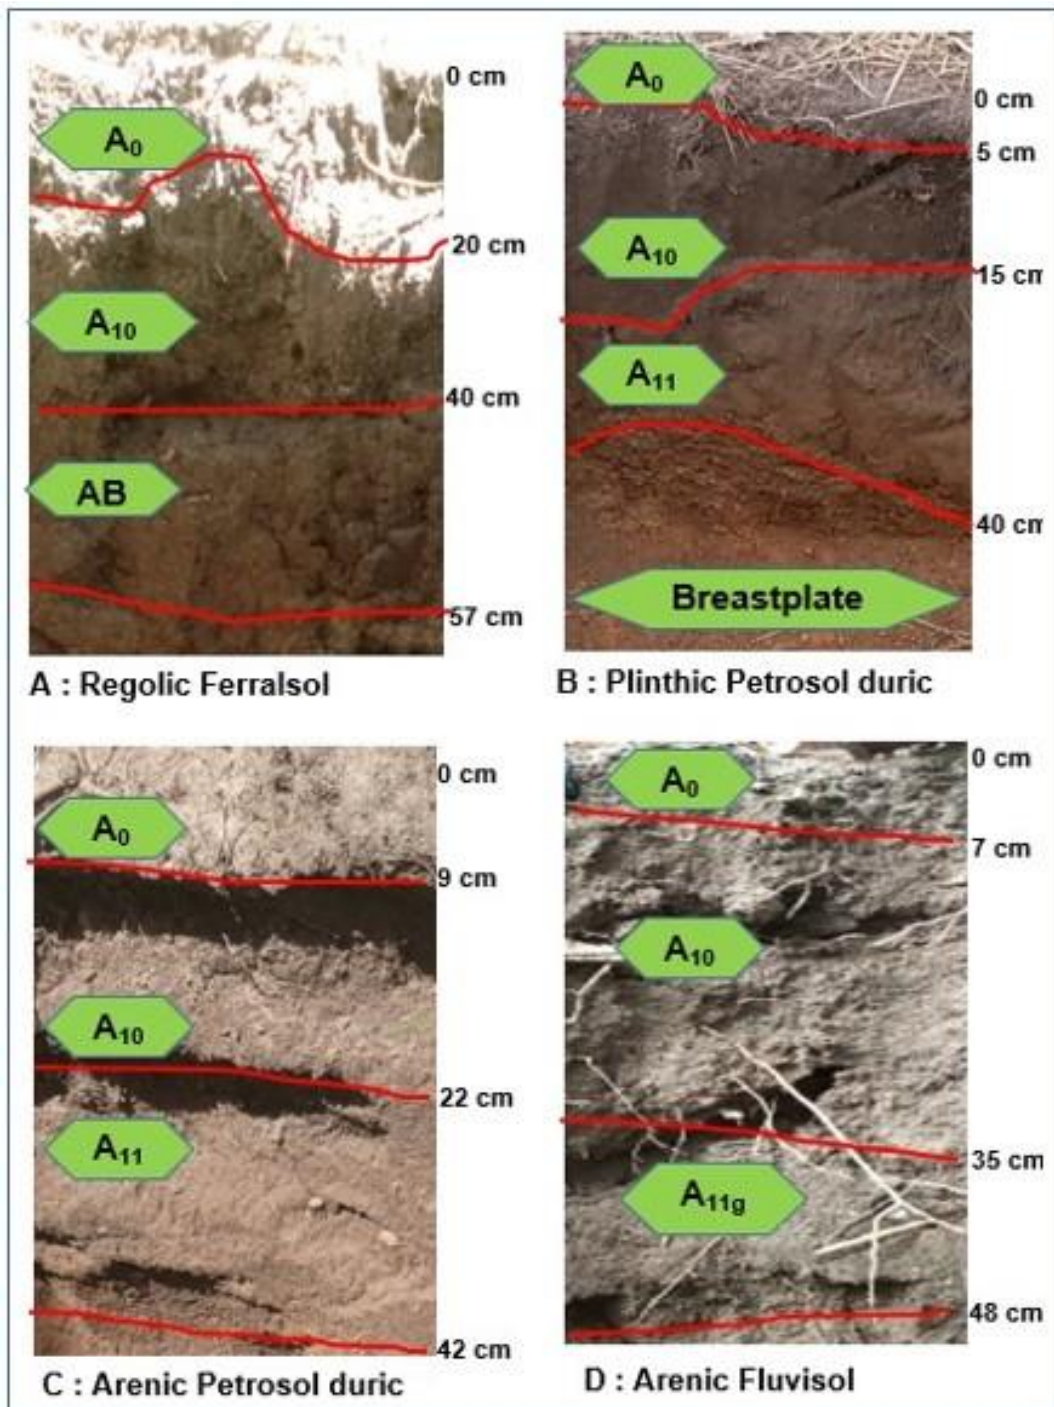 0 cm
A₀
20 cm
A₁₀
40 cm
AB
57 cm
A : Regolic Ferralsol
A₀
0 cm
5 cm
A₁₀
15 cm
A₁₁
40 cm
Breastplate
B : Plinthic Petrosol duric
0 cm
A₀
9 cm
A₁₀
22 cm
A₁₁
42 cm
C : Arenic Petrosol duric
0 cm
A₀
7 cm
A₁₀
35 cm
A₁₁g
48 cm
D : Arenic Fluvisol